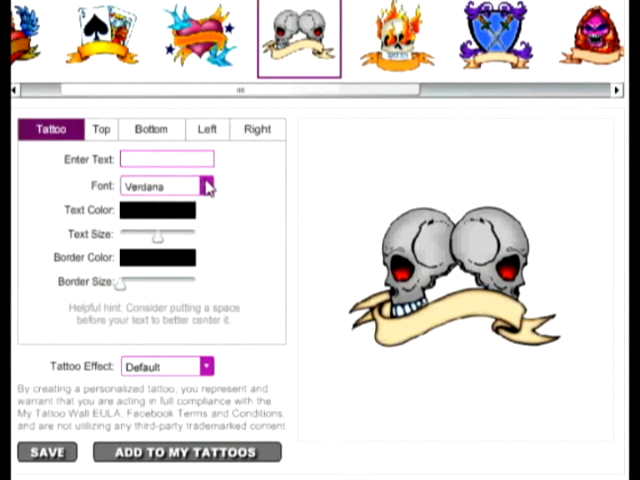 Tattoo Top Bottom Left Right
Enter Text:
Font: Verdana
Text Color:
Text Size:
Border Color:
Border Size:
Helpful hint: Consider putting a space
before your text to better center it.
Tattoo Effect: Default
By creating a personalized tattoo, you represent and
warrant that you are acting in full compliance with the
My Tattoo Wall EULA, Facebook Terms and Conditions,
and are not utilizing any third-party trademarked content
SAVE ADD TO MY TATTOOS